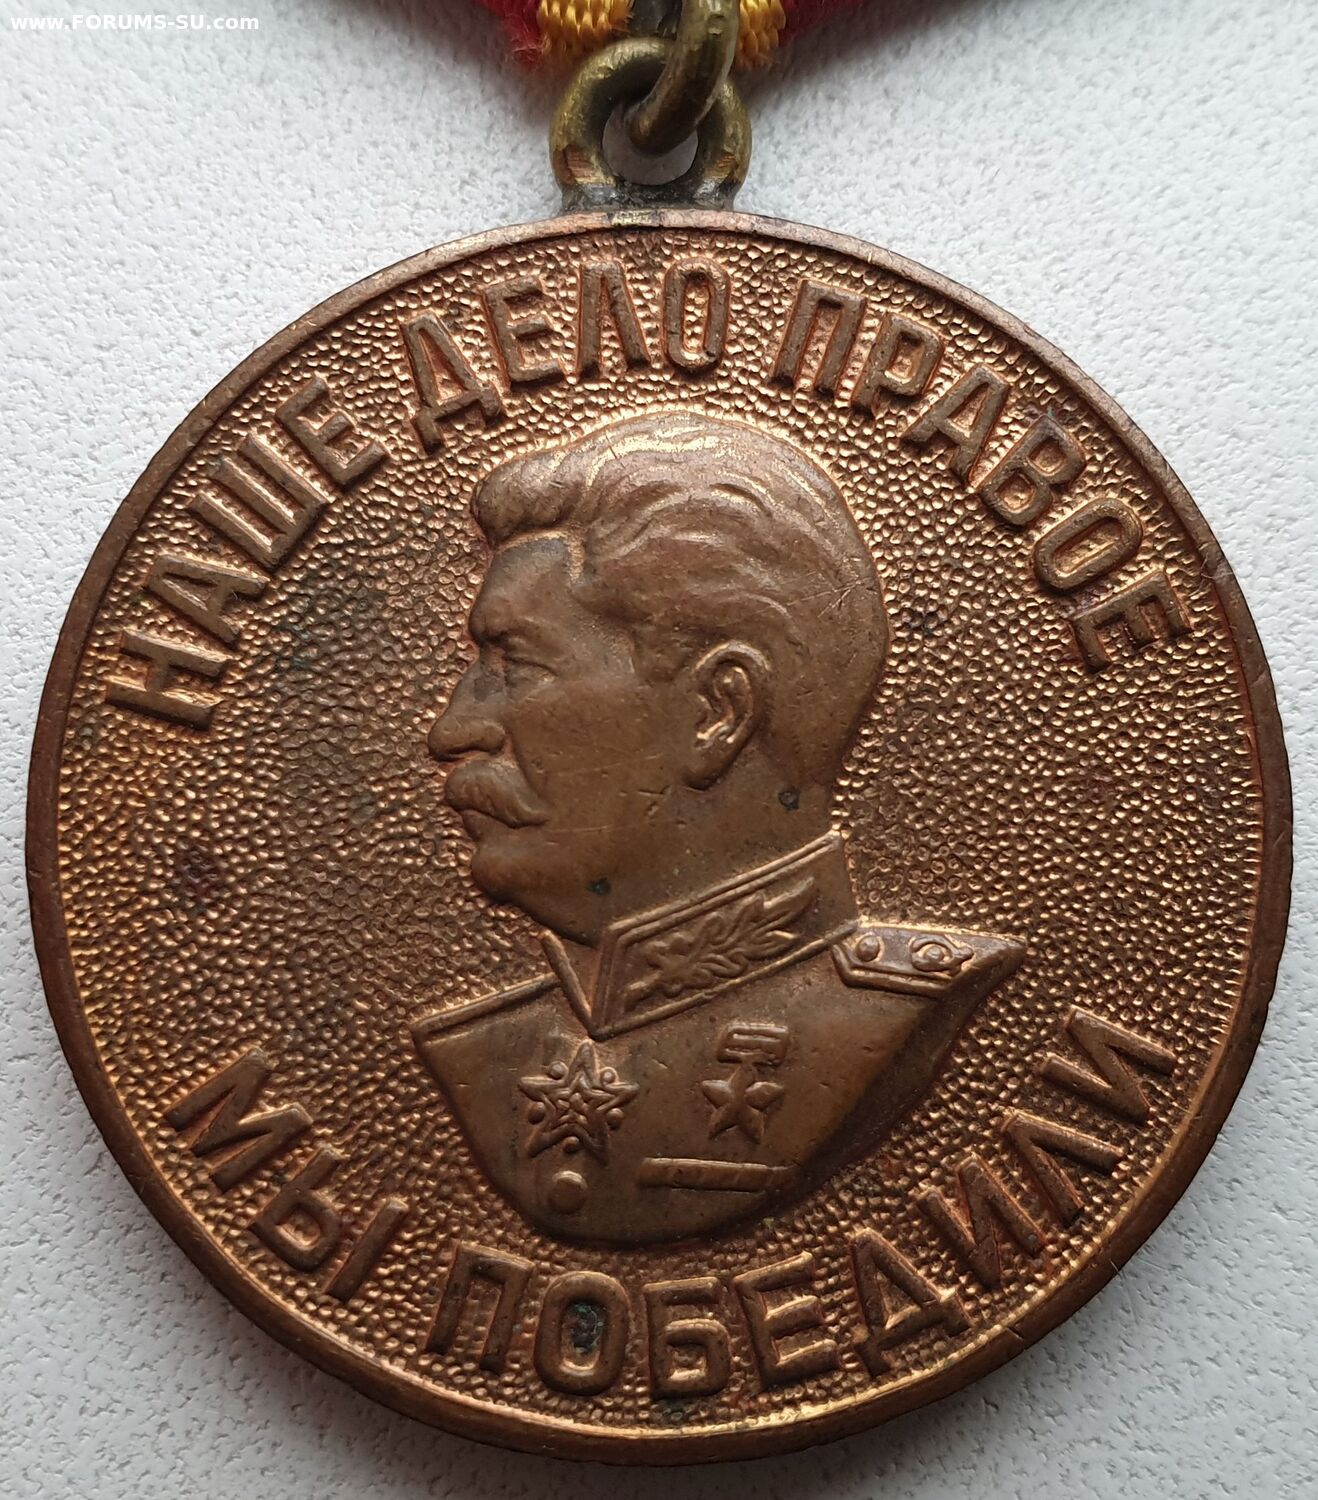 www.FORUMS-SU.com
НАШЕ ДЕЛО ПРАВОЕ
МЫ ПОБЕДИЛИ